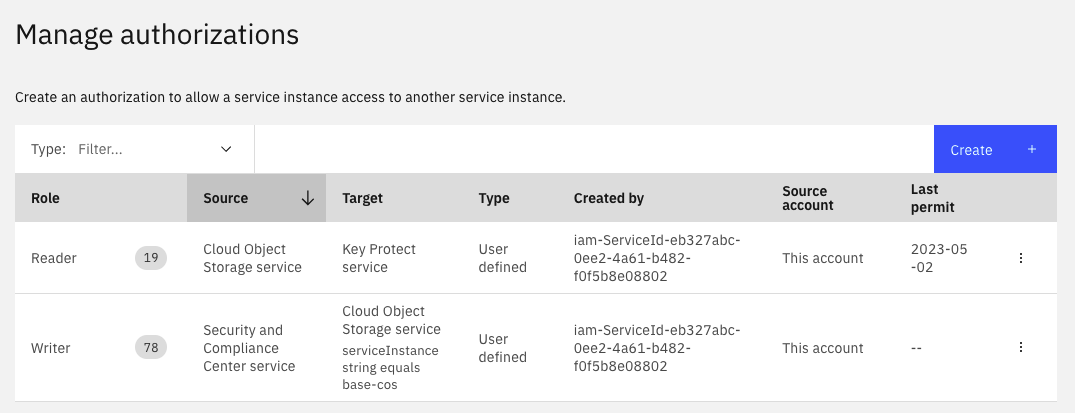 Manage authorizations
Create an authorization to allow a service instance access to another service instance.
Type: Filter...
Create +
Role Source Target Type Created by Source account Last permit
Reader 19 Cloud Object Storage service Key Protect service User defined iam-ServiceId-eb327abc-0ee2-4a61-b482-f0f5b8e08802 This account 2023-05-02
Writer 78 Security and Compliance Center service Cloud Object Storage service serviceInstance string equals base-cos User defined iam-ServiceId-eb327abc-0ee2-4a61-b482-f0f5b8e08802 This account --